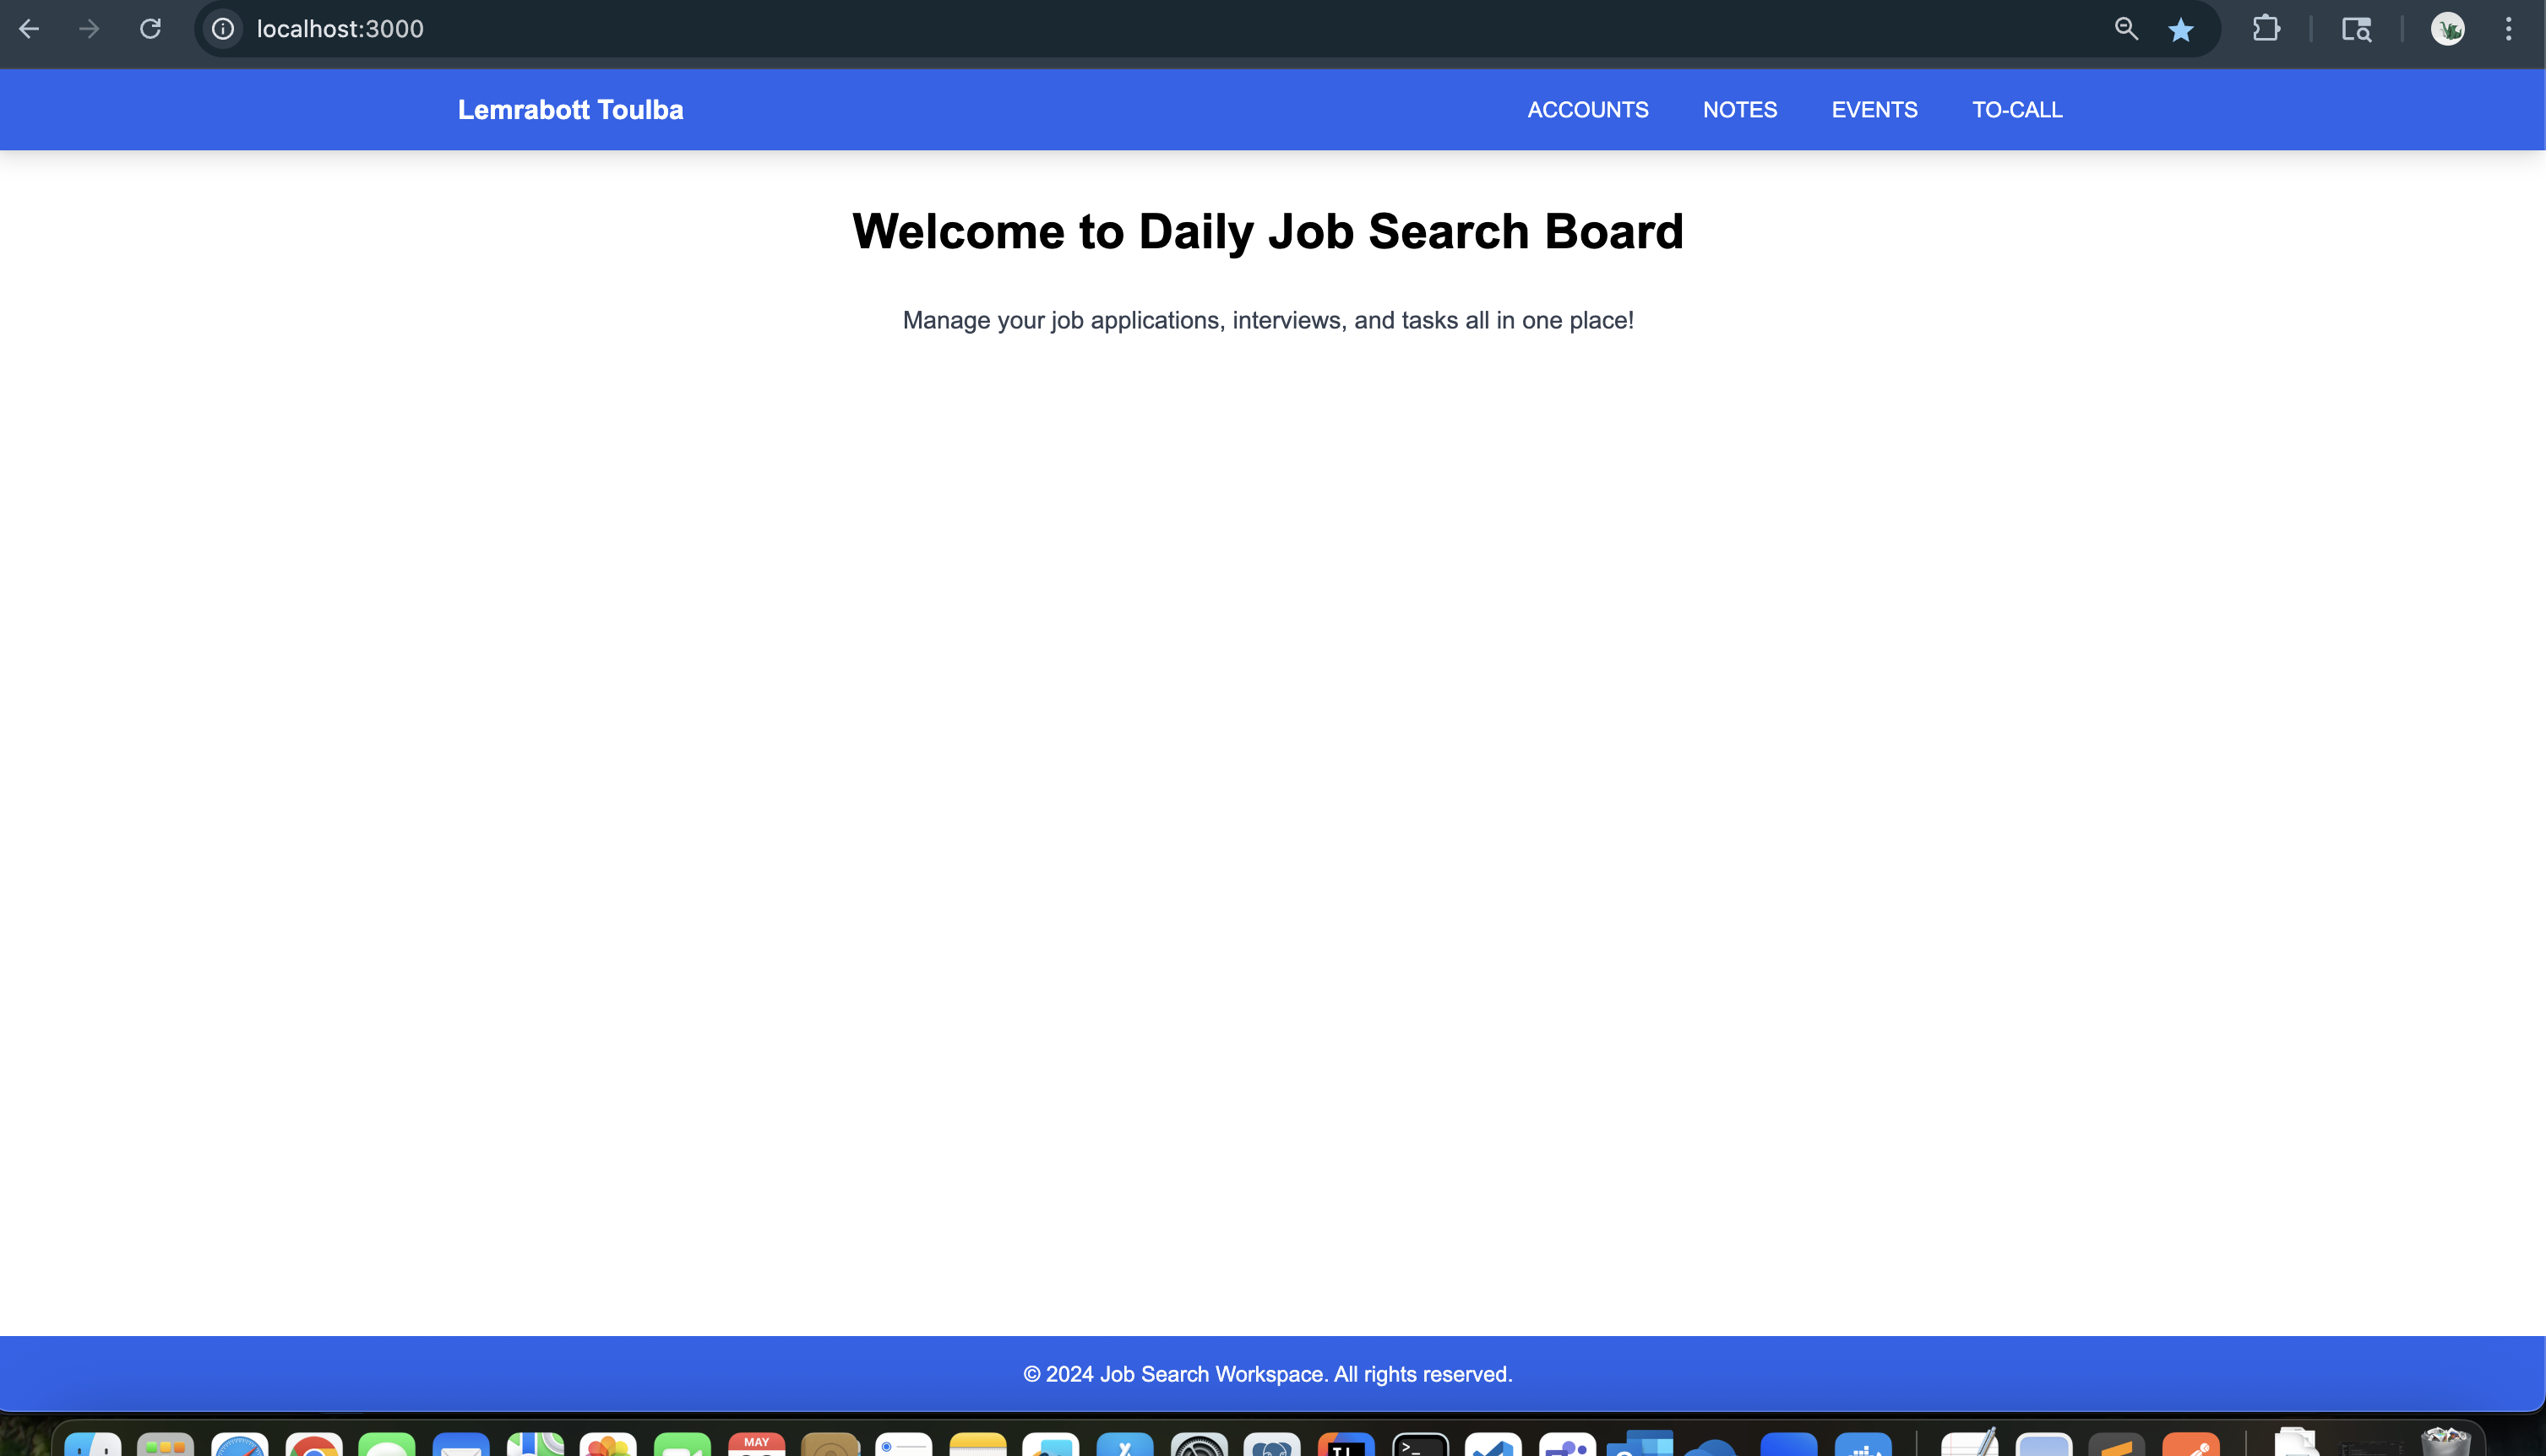 localhost:3000
Lemrabott Toulba ACCOUNTS NOTES EVENTS TO-CALL
Welcome to Daily Job Search Board
Manage your job applications, interviews, and tasks all in one place!
© 2024 Job Search Workspace. All rights reserved.
MAY